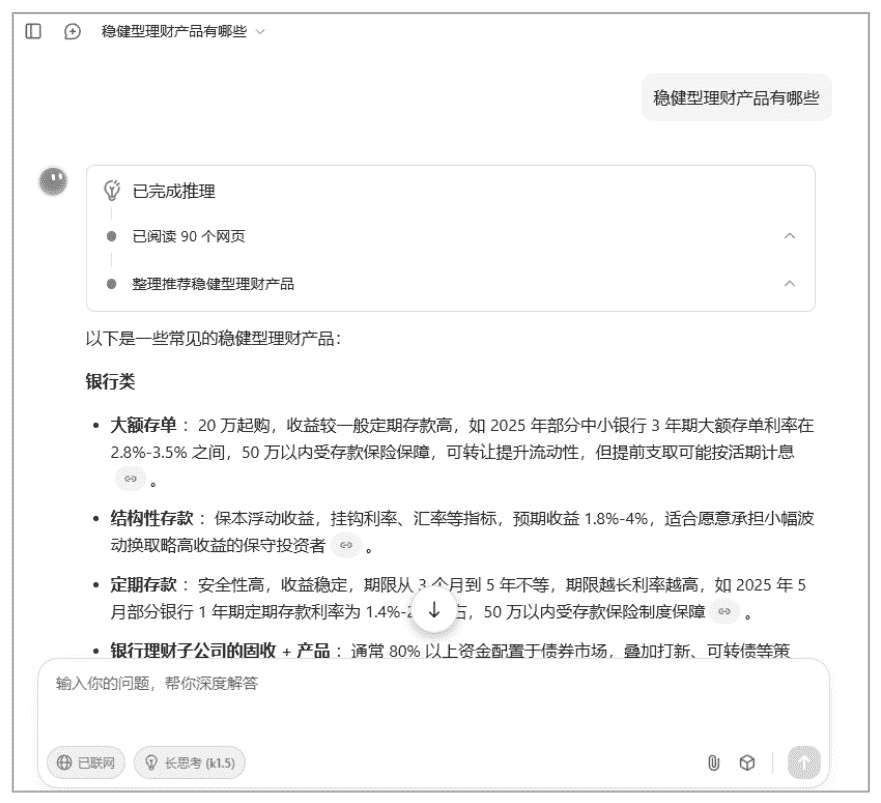 稳健型理财产品有哪些
稳健型理财产品有哪些
已完成推理
已阅读 90 个网页
整理推荐稳健型理财产品
以下是一些常见的稳健型理财产品：
银行类
• 大额存单：20 万起购，收益较一般定期存款高，如 2025 年部分中小银行 3 年期大额存单利率在
2.8%-3.5% 之间，50 万以内受存款保险保障，可转让提升流动性，但提前支取可能按活期计息
。
• 结构性存款：保本浮动收益，挂钩利率、汇率等指标，预期收益 1.8%-4%，适合愿意承担小幅波
动换取略高收益的保守投资者 。
• 定期存款：安全性高，收益稳定，期限从 3 个月到 5 年不等，期限越长利率越高，如 2025 年 5
月部分银行 1 年期定期存款利率为 1.4%-右，50 万以内受存款保险制度保障 。
• 银行理财子公司的固收 + 产品：通常 80% 以上资金配置于债券市场，叠加打新、可转债等策
输入你的问题，帮你深度解答
已联网
长思考 (k1.5)